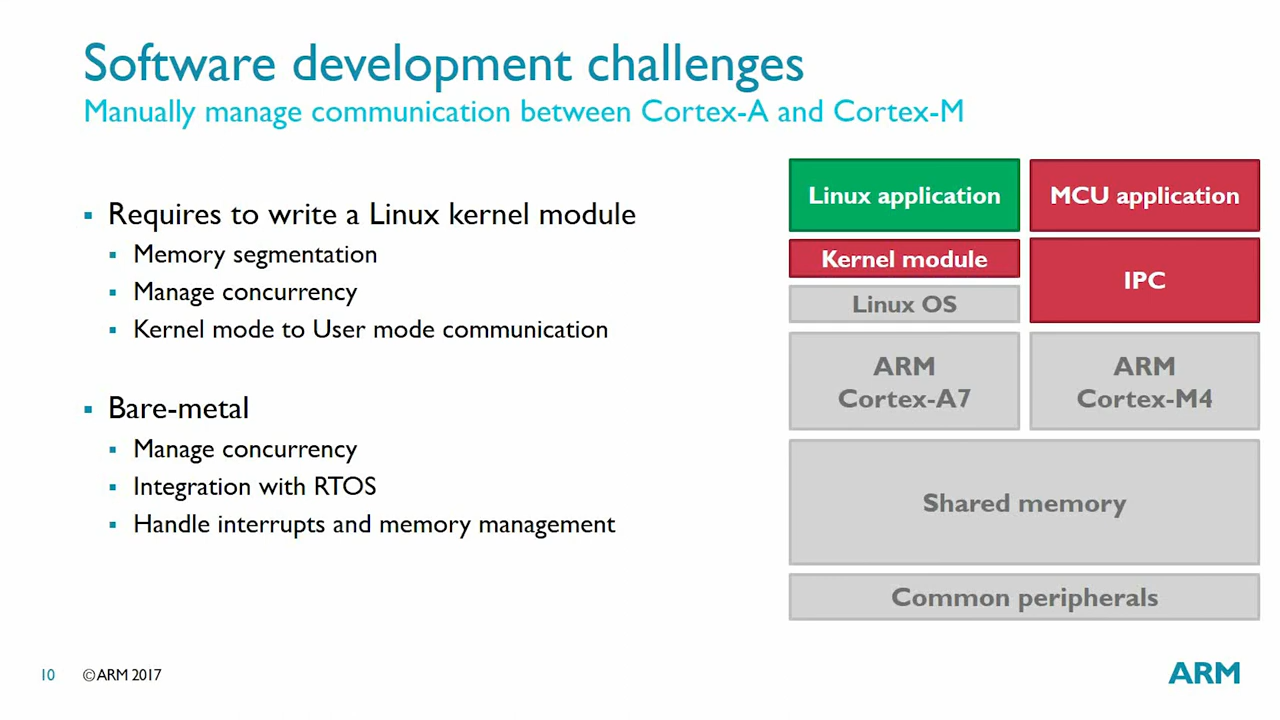 Software development challenges
Manually manage communication between Cortex-A and Cortex-M
Requires to write a Linux kernel module
Memory segmentation
Manage concurrency
Kernel mode to User mode communication
Bare-metal
Manage concurrency
Integration with RTOS
Handle interrupts and memory management
Linux application
MCU application
Kernel module
IPC
Linux OS
ARM
Cortex-A7
ARM
Cortex-M4
Shared memory
Common peripherals
10 ©ARM 2017
ARM